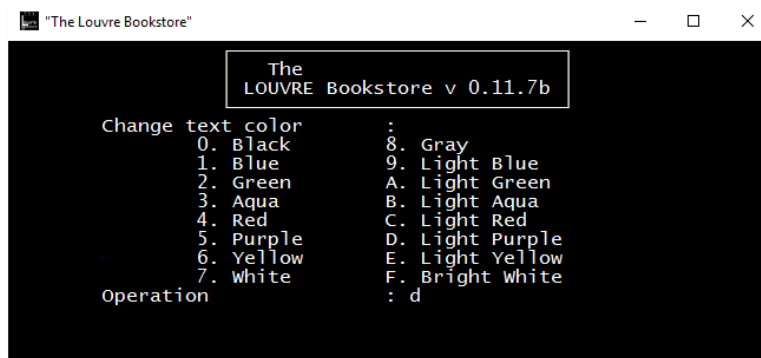 "The Louvre Bookstore"
The
LOUVRE Bookstore v 0.11.7b
Change text color :
0. Black 8. Gray
1. Blue 9. Light Blue
2. Green A. Light Green
3. Aqua B. Light Aqua
4. Red C. Light Red
5. Purple D. Light Purple
6. Yellow E. Light Yellow
7. White F. Bright White
Operation : d